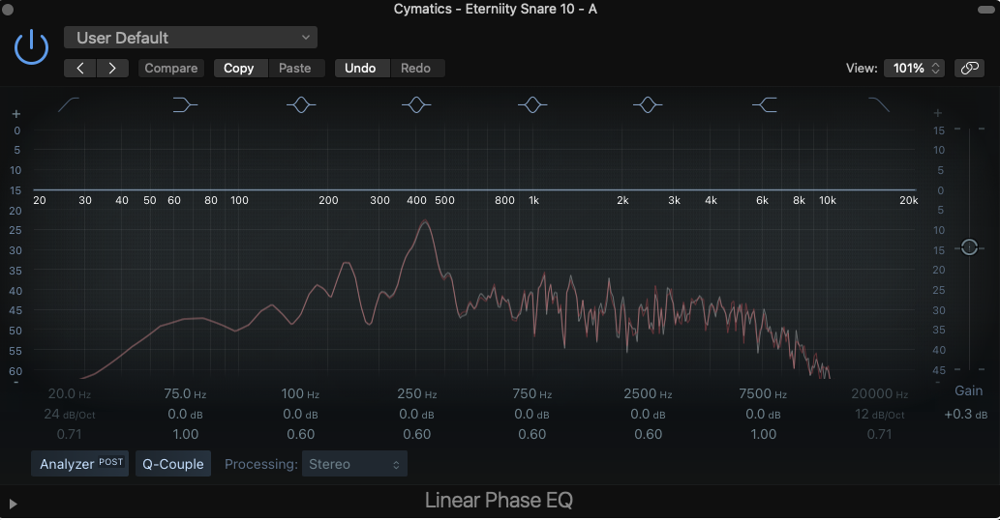 Cymatics - Eterniity Snare 10 - A
User Default
Compare Copy Paste Undo Redo View: 101%
+ +
0 15
5 10
10 5
15 0
20 30 40 50 60 80 100 200 300 400 500 800 1k 2k 3k 4k 6k 8k 10k 20k
20 5
25 10
30 15
35 20
40 25
45 30
50 35
55 40
60 45
- -
20.0 Hz 75.0 Hz 100 Hz 250 Hz 750 Hz 2500 Hz 7500 Hz 20000 Hz Gain
24 dB/Oct 0.0 dB 0.0 dB 0.0 dB 0.0 dB 0.0 dB 0.0 dB 12 dB/Oct +0.3 dB
0.71 1.00 0.60 0.60 0.60 0.60 1.00 0.71
Analyzer POST Q-Couple Processing: Stereo
Linear Phase EQ